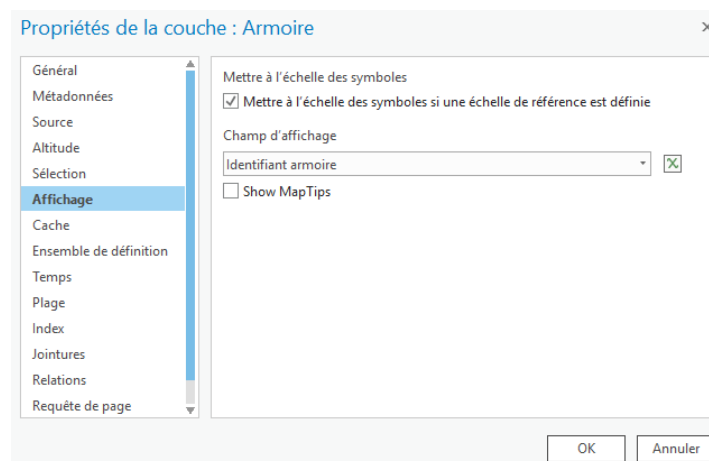 Propriétés de la couche : Armoire
Général
Métadonnées
Source
Altitude
Sélection
Affichage
Cache
Ensemble de définition
Temps
Plage
Index
Jointures
Relations
Requête de page
Mettre à l'échelle des symboles
Mettre à l'échelle des symboles si une échelle de référence est définie
Champ d'affichage
Identifiant armoire
Show MapTips
OK
Annuler